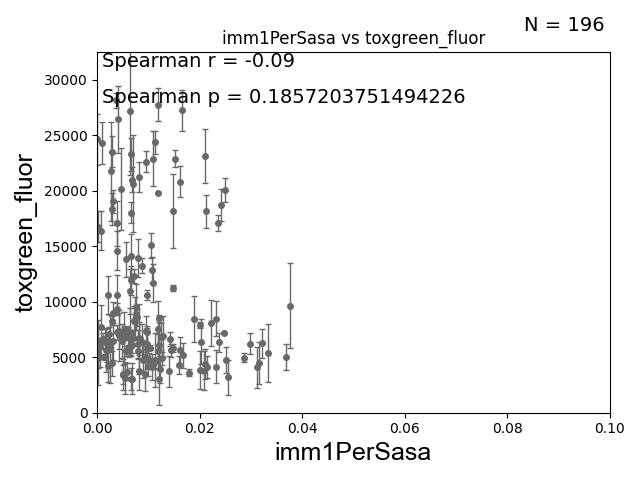 N = 196
imm1PerSasa vs toxgreen_fluor
Spearman r = -0.09
Spearman p = 0.1857203751494226
30000
25000
20000
15000
10000
5000
0
toxgreen_fluor
0.00 0.02 0.04 0.06 0.08 0.10
imm1PerSasa